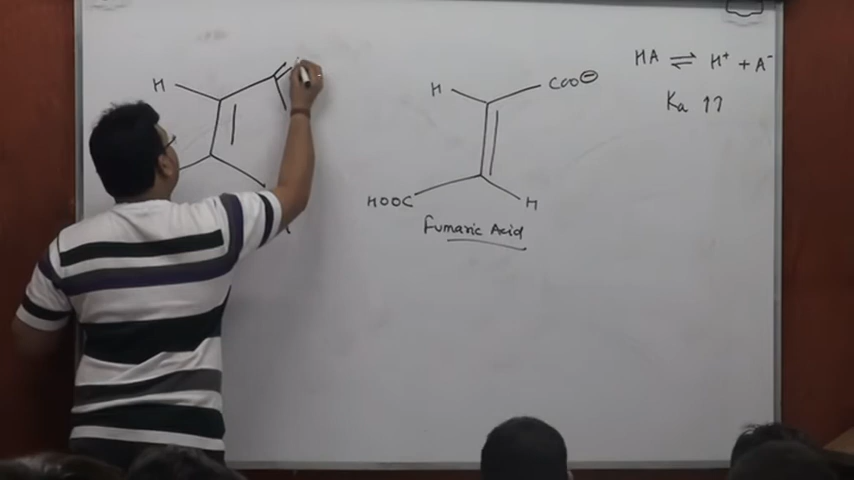 H
H COO⊖
HOOC H
Fumaric Acid
HA ⇌ H⁺ + A⁻
Ka ↑↑